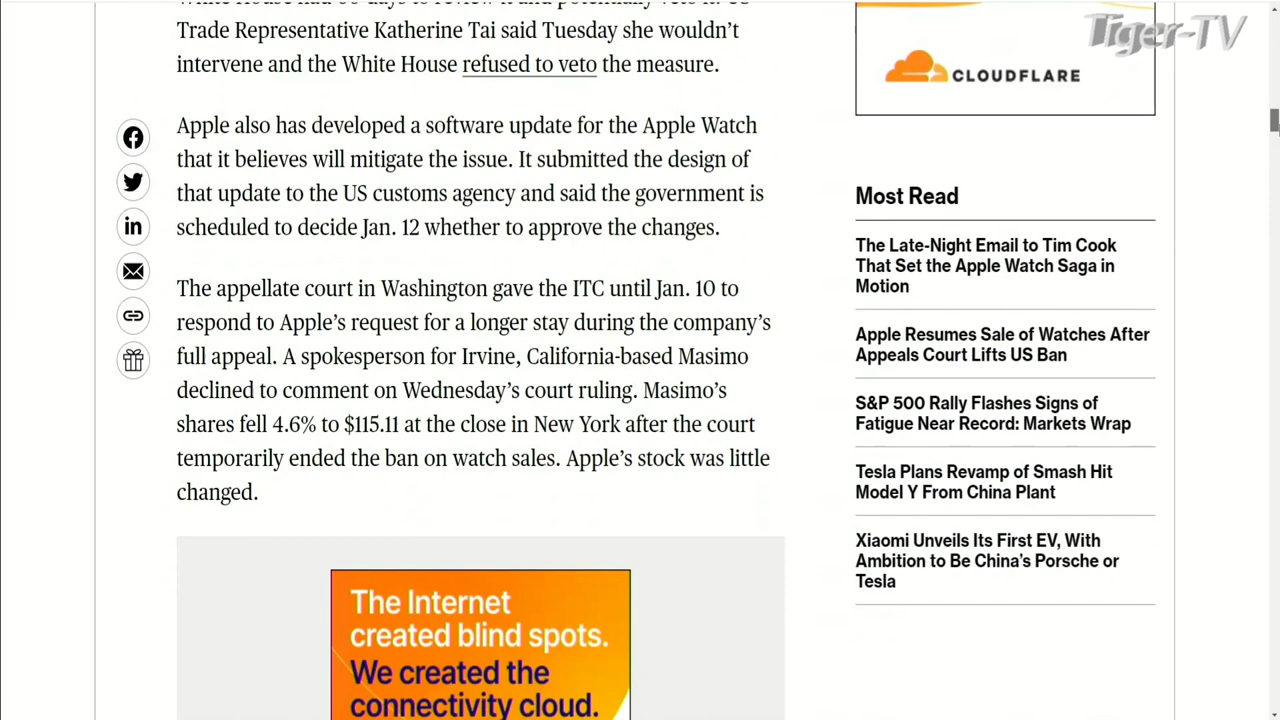 Trade Representative Katherine Tai said Tuesday she wouldn't
intervene and the White House refused to veto the measure.
Apple also has developed a software update for the Apple Watch
that it believes will mitigate the issue. It submitted the design of
that update to the US customs agency and said the government is
scheduled to decide Jan. 12 whether to approve the changes.
The appellate court in Washington gave the ITC until Jan. 10 to
respond to Apple's request for a longer stay during the company's
full appeal. A spokesperson for Irvine, California-based Masimo
declined to comment on Wednesday's court ruling. Masimo's
shares fell 4.6% to $115.11 at the close in New York after the court
temporarily ended the ban on watch sales. Apple's stock was little
changed.
The Internet
created blind spots.
We created the
connectivity cloud.
Tiger-TV
CLOUDFLARE
Most Read
The Late-Night Email to Tim Cook
That Set the Apple Watch Saga in
Motion
Apple Resumes Sale of Watches After
Appeals Court Lifts US Ban
S&P 500 Rally Flashes Signs of
Fatigue Near Record: Markets Wrap
Tesla Plans Revamp of Smash Hit
Model Y From China Plant
Xiaomi Unveils Its First EV, With
Ambition to Be China's Porsche or
Tesla